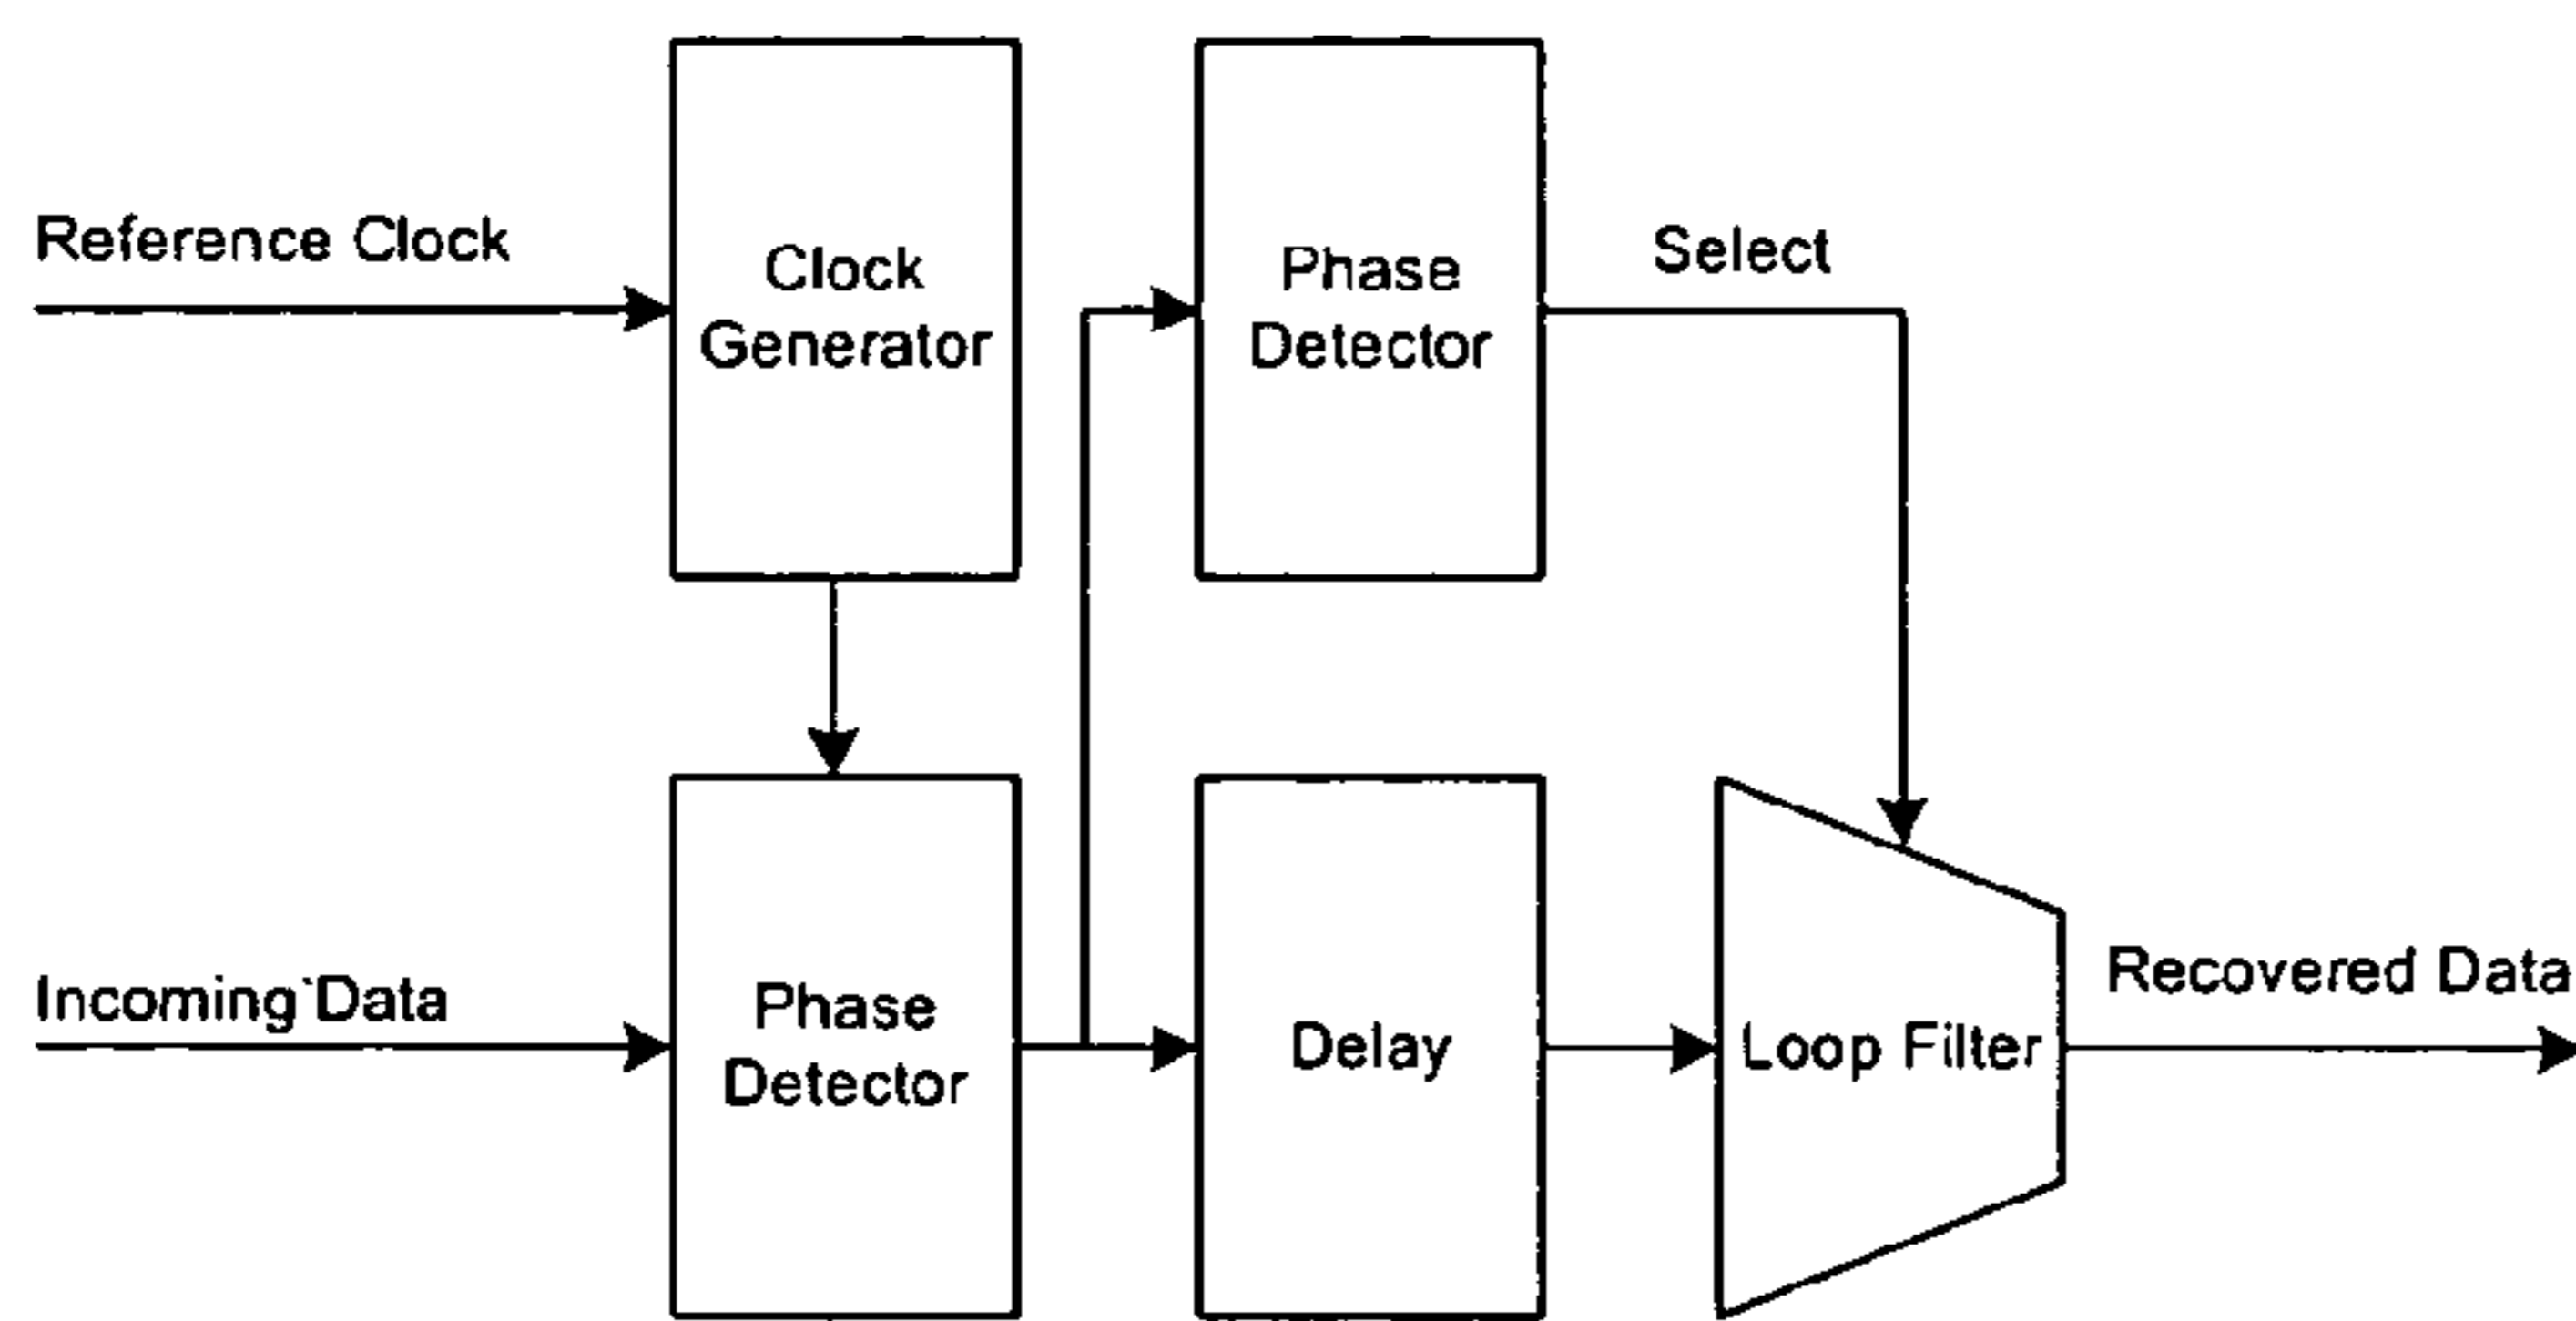 Reference Clock
Clock
Generator
Phase
Detector
Select
Incoming Data
Phase
Detector
Delay
Loop Filter
Recovered Data